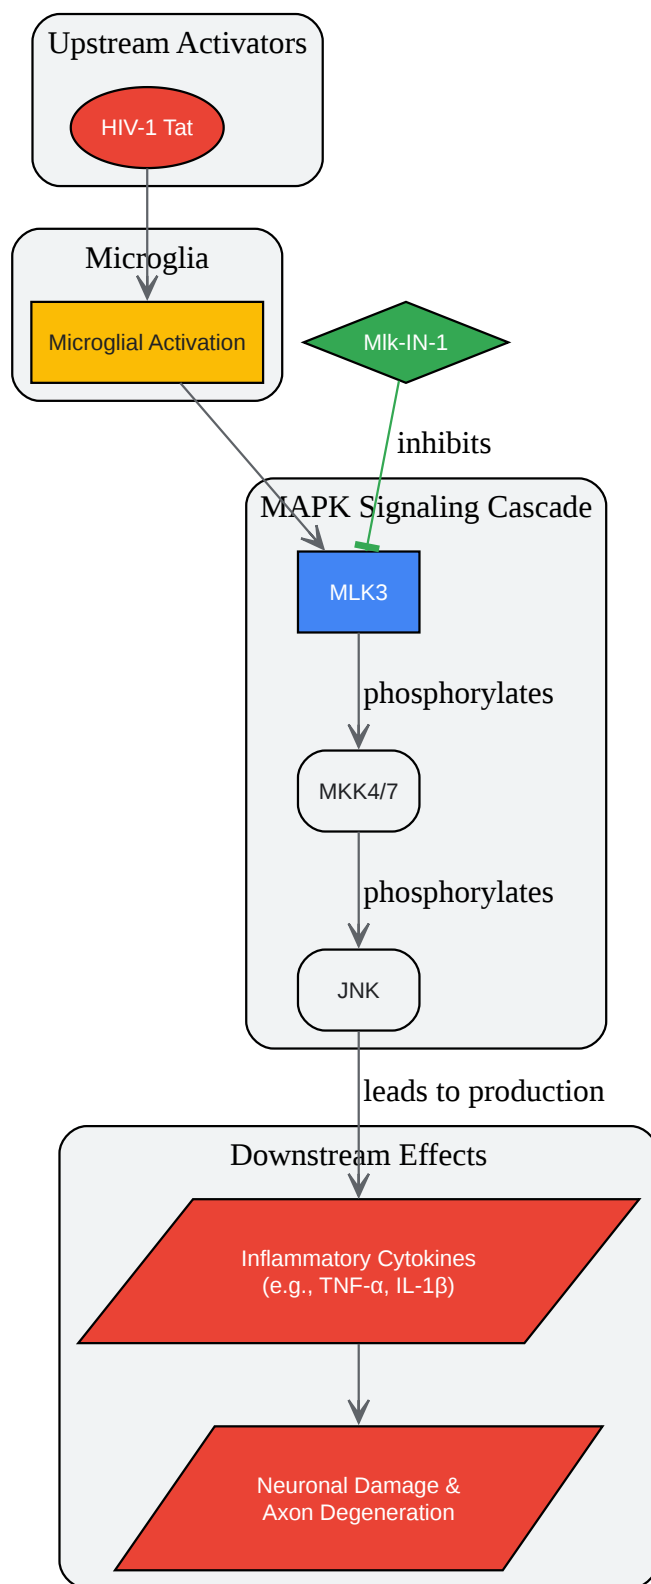 Upstream Activators
HIV-1 Tat
Microglia
Microglial Activation
Mlk-IN-1
inhibits
MAPK Signaling Cascade
MLK3
phosphorylates
MKK4/7
phosphorylates
JNK
leads to production
Downstream Effects
Inflammatory Cytokines
(e.g., TNF-α, IL-1β)
Neuronal Damage &
Axon Degeneration